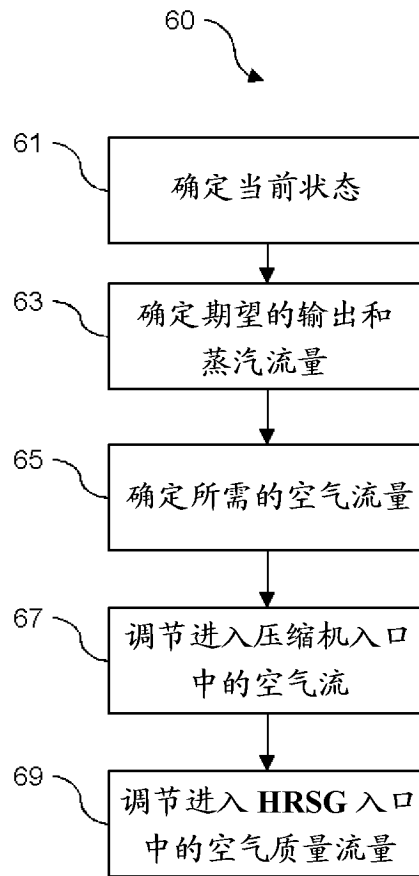 60
61
确定当前状态
63
确定期望的输出和
蒸汽流量
65
确定所需的空气流量
67
调节进入压缩机入口
中的空气流
69
调节进入 HRSG 入口
中的空气质量流量